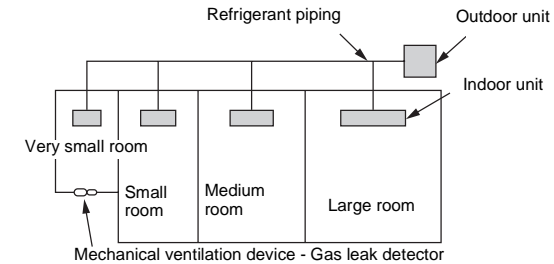 Refrigerant piping
Outdoor unit
Indoor unit
Very small room
Small
room
Medium
room
Large room
Mechanical ventilation device - Gas leak detector